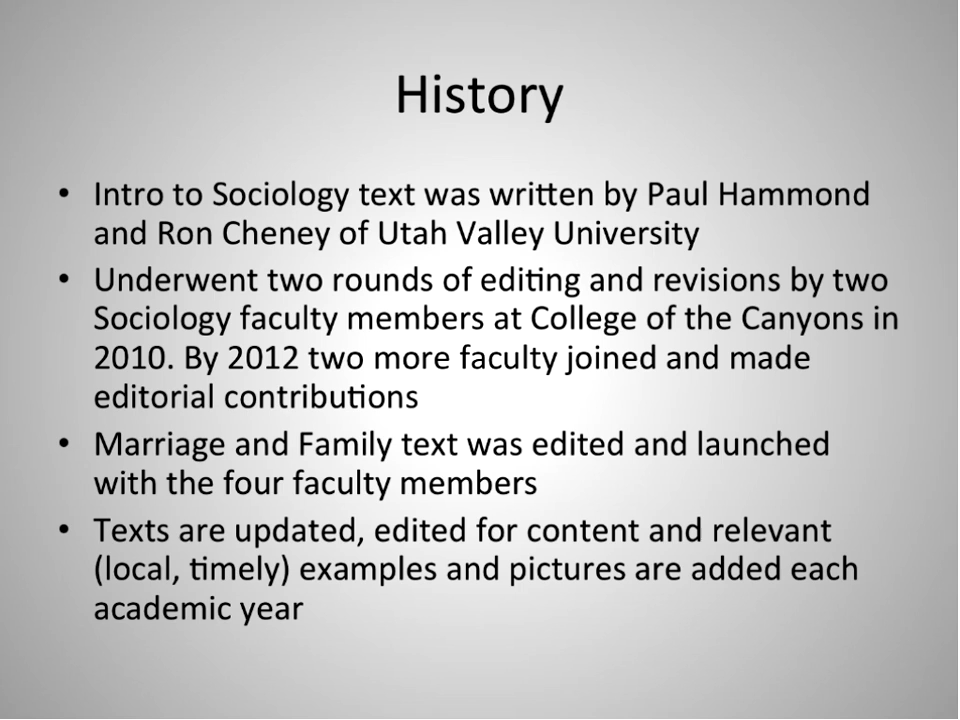 History
• Intro to Sociology text was written by Paul Hammond
and Ron Cheney of Utah Valley University
• Underwent two rounds of editing and revisions by two
Sociology faculty members at College of the Canyons in
2010. By 2012 two more faculty joined and made
editorial contributions
• Marriage and Family text was edited and launched
with the four faculty members
• Texts are updated, edited for content and relevant
(local, timely) examples and pictures are added each
academic year